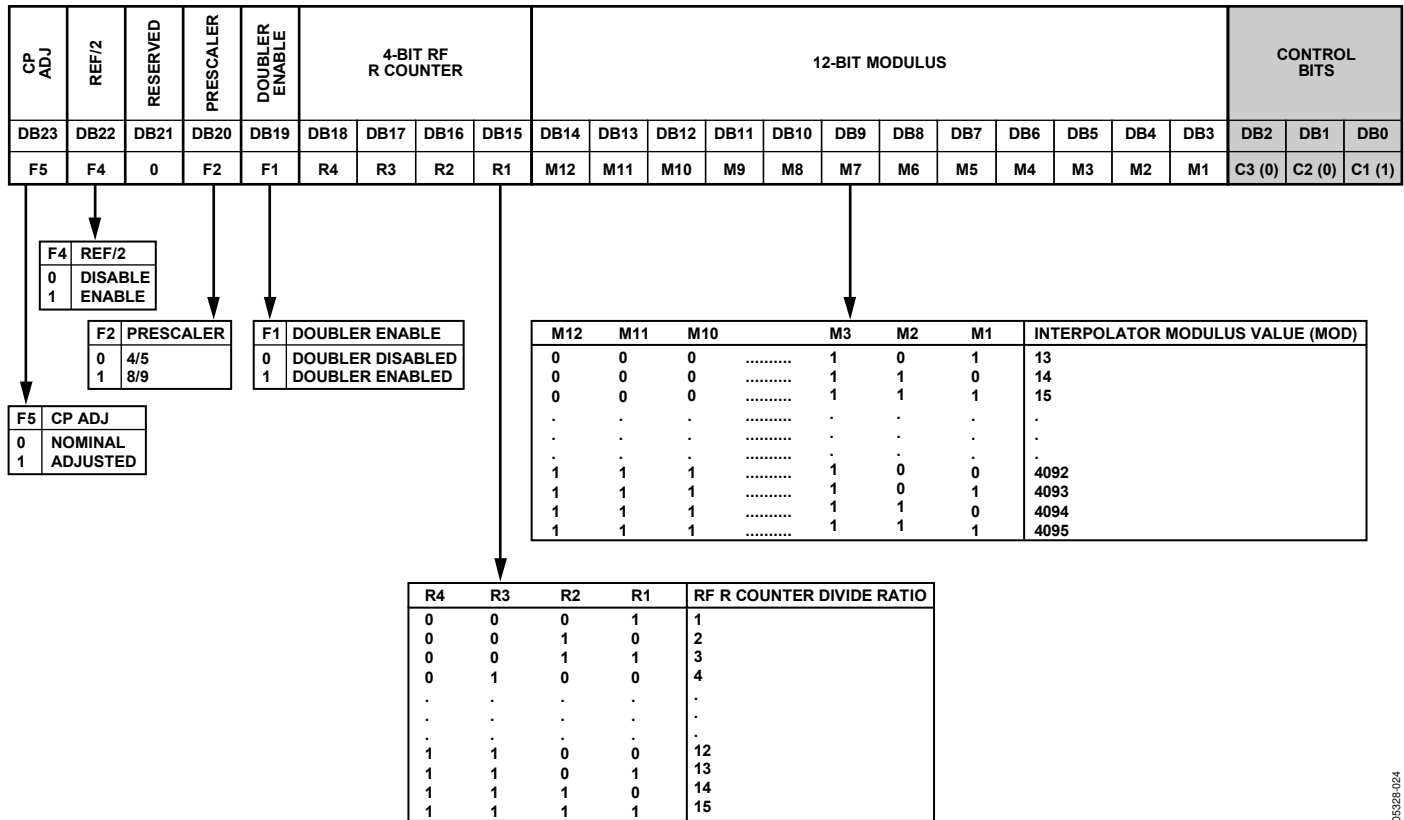 CP ADJ REF/2 RESERVED PRESCALER DOUBLER ENABLE 4-BIT RF R COUNTER 12-BIT MODULUS CONTROL BITS
DB23 DB22 DB21 DB20 DB19 DB18 DB17 DB16 DB15 DB14 DB13 DB12 DB11 DB10 DB9 DB8 DB7 DB6 DB5 DB4 DB3 DB2 DB1 DB0
F5 F4 0 F2 F1 R4 R3 R2 R1 M12 M11 M10 M9 M8 M7 M6 M5 M4 M3 M2 M1 C3 (0) C2 (0) C1 (1)
F4 REF/2
0 DISABLE
1 ENABLE
F2 PRESCALER
0 4/5
1 8/9
F1 DOUBLER ENABLE
0 DOUBLER DISABLED
1 DOUBLER ENABLED
F5 CP ADJ
0 NOMINAL
1 ADJUSTED
M12 M11 M10 M3 M2 M1 INTERPOLATOR MODULUS VALUE (MOD)
0 0 0 .......... 1 0 1 13
0 0 0 .......... 1 1 0 14
0 0 0 .......... 1 1 1 15
. . . .......... . . . .
. . . .......... . . . .
. . . .......... . . . .
1 1 1 .......... 1 0 0 4092
1 1 1 .......... 1 0 1 4093
1 1 1 .......... 1 1 0 4094
1 1 1 .......... 1 1 1 4095
R4 R3 R2 R1 RF R COUNTER DIVIDE RATIO
0 0 0 1 1
0 0 1 0 2
0 0 1 1 3
0 1 0 0 4
. . . . .
. . . . .
. . . . .
1 1 0 0 12
1 1 0 1 13
1 1 1 0 14
1 1 1 1 15
05328-024